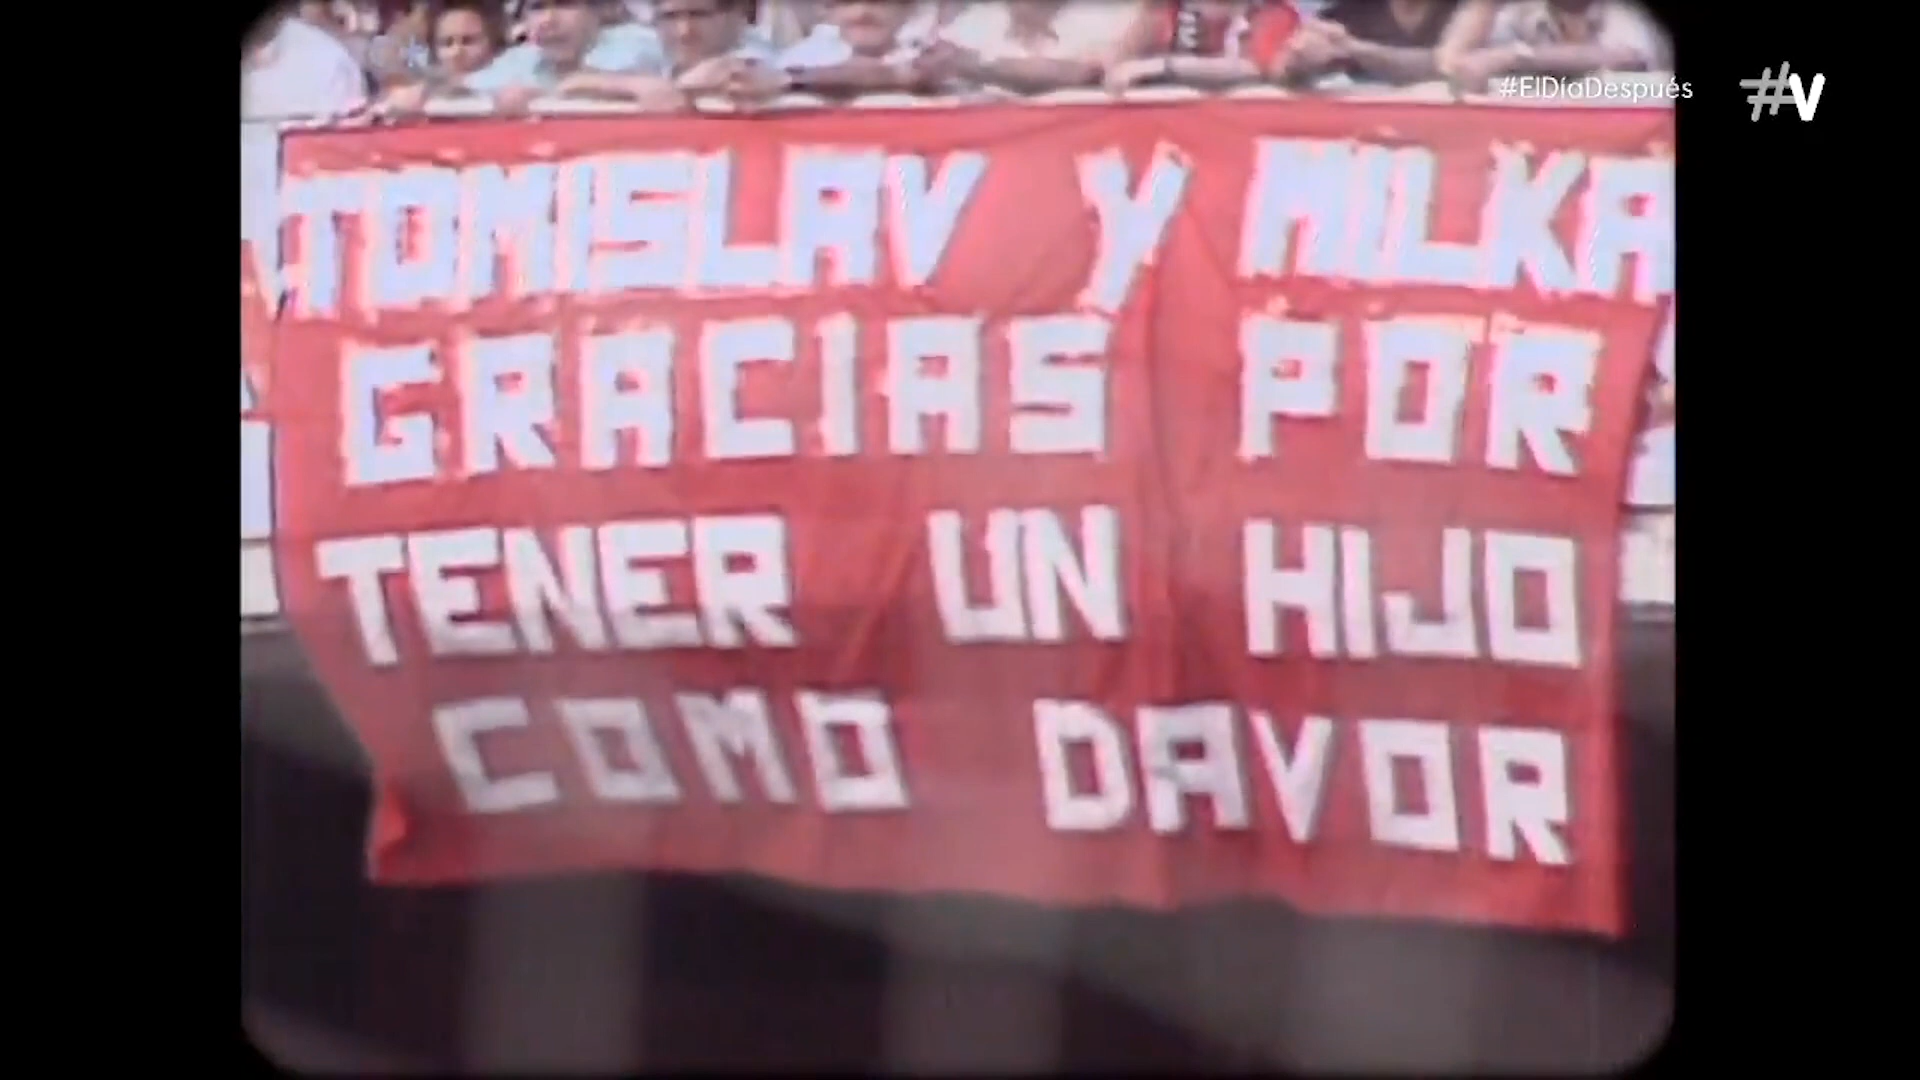 #ElDíaDespués
#V
TOMISLAV Y MILKA
GRACIAS POR
TENER UN HIJO
COMO DAVOR